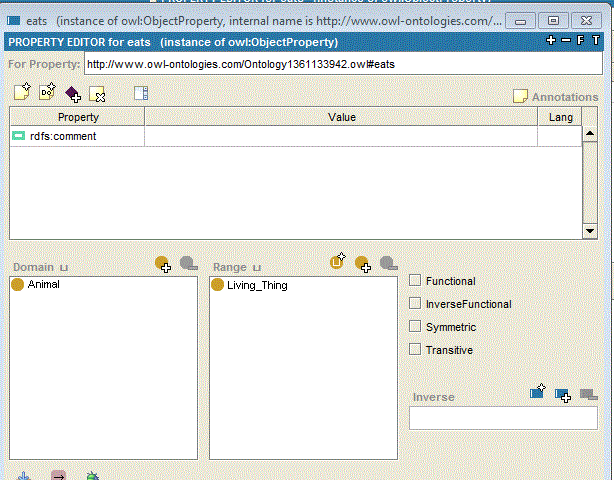 eats (instance of owl:ObjectProperty, internal name is http://www.owl-ontologies.com/...
PROPERTY EDITOR for eats (instance of owl:ObjectProperty)
F T
For Property: http://www.owl-ontologies.com/Ontology1361133942.owl#eats
Annotations
Property Value Lang
rdfs:comment
Domain Range
Animal Living_Thing
Functional
InverseFunctional
Symmetric
Transitive
Inverse